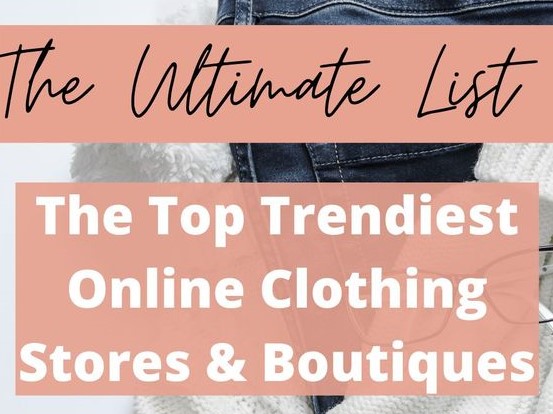 The Ultimate List
The Top Trendiest
Online Clothing
Stores & Boutiques